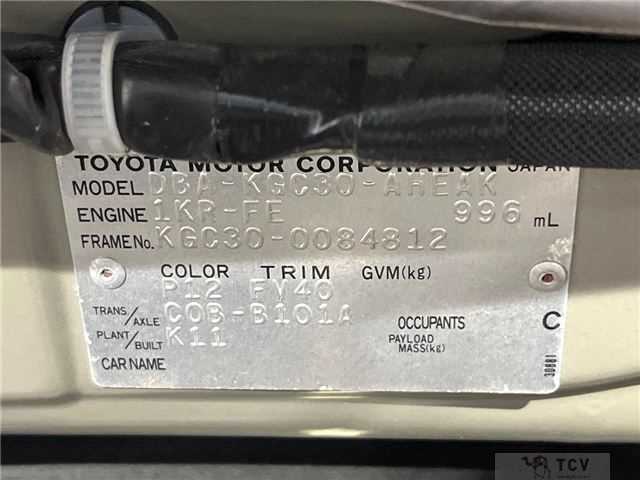 TOYOTA MOTOR CORPORATION JAPAN
MODEL DBA-KGC30-AHEAK
ENGINE 1KR-FE 996 mL
FRAME No. KGC30-0084812
COLOR TRIM GVM(kg)
P12 FV40
TRANS/AXLE C0B-B101A
OCCUPANTS C
PLANT/BUILT K11
PAYLOAD MASS(kg)
CAR NAME
30881
TCV